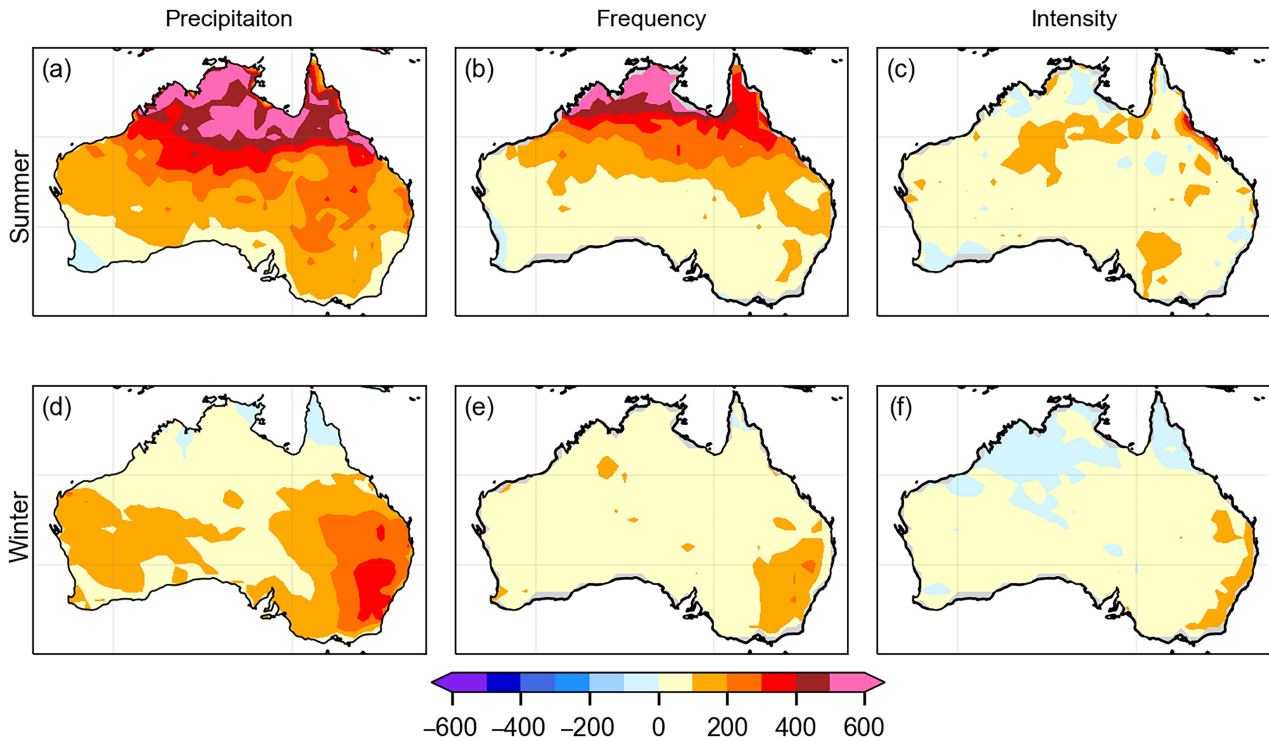 Precipitaiton Frequency Intensity
Summer
(a) (b) (c)
Winter
(d) (e) (f)
−600 −400 −200 0 200 400 600